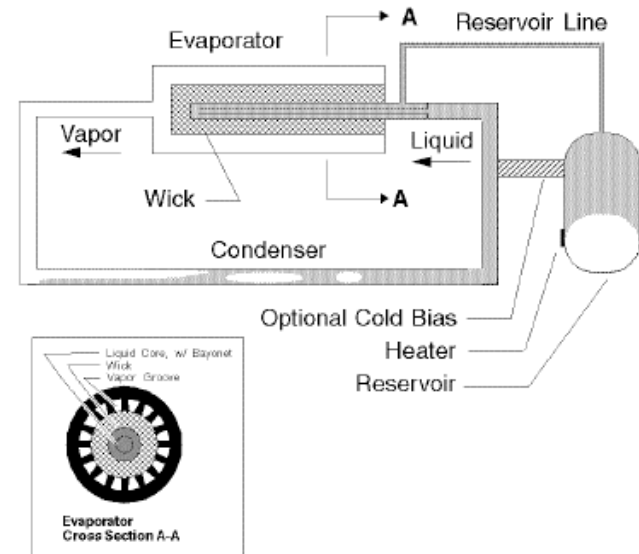 A
Reservoir Line
Evaporator
Vapor
Liquid
Wick
A
Condenser
Optional Cold Bias
Heater
Reservoir
Liquid Core, w/ Bayonet
Wick
Vapor Groove
Evaporator
Cross Section A-A